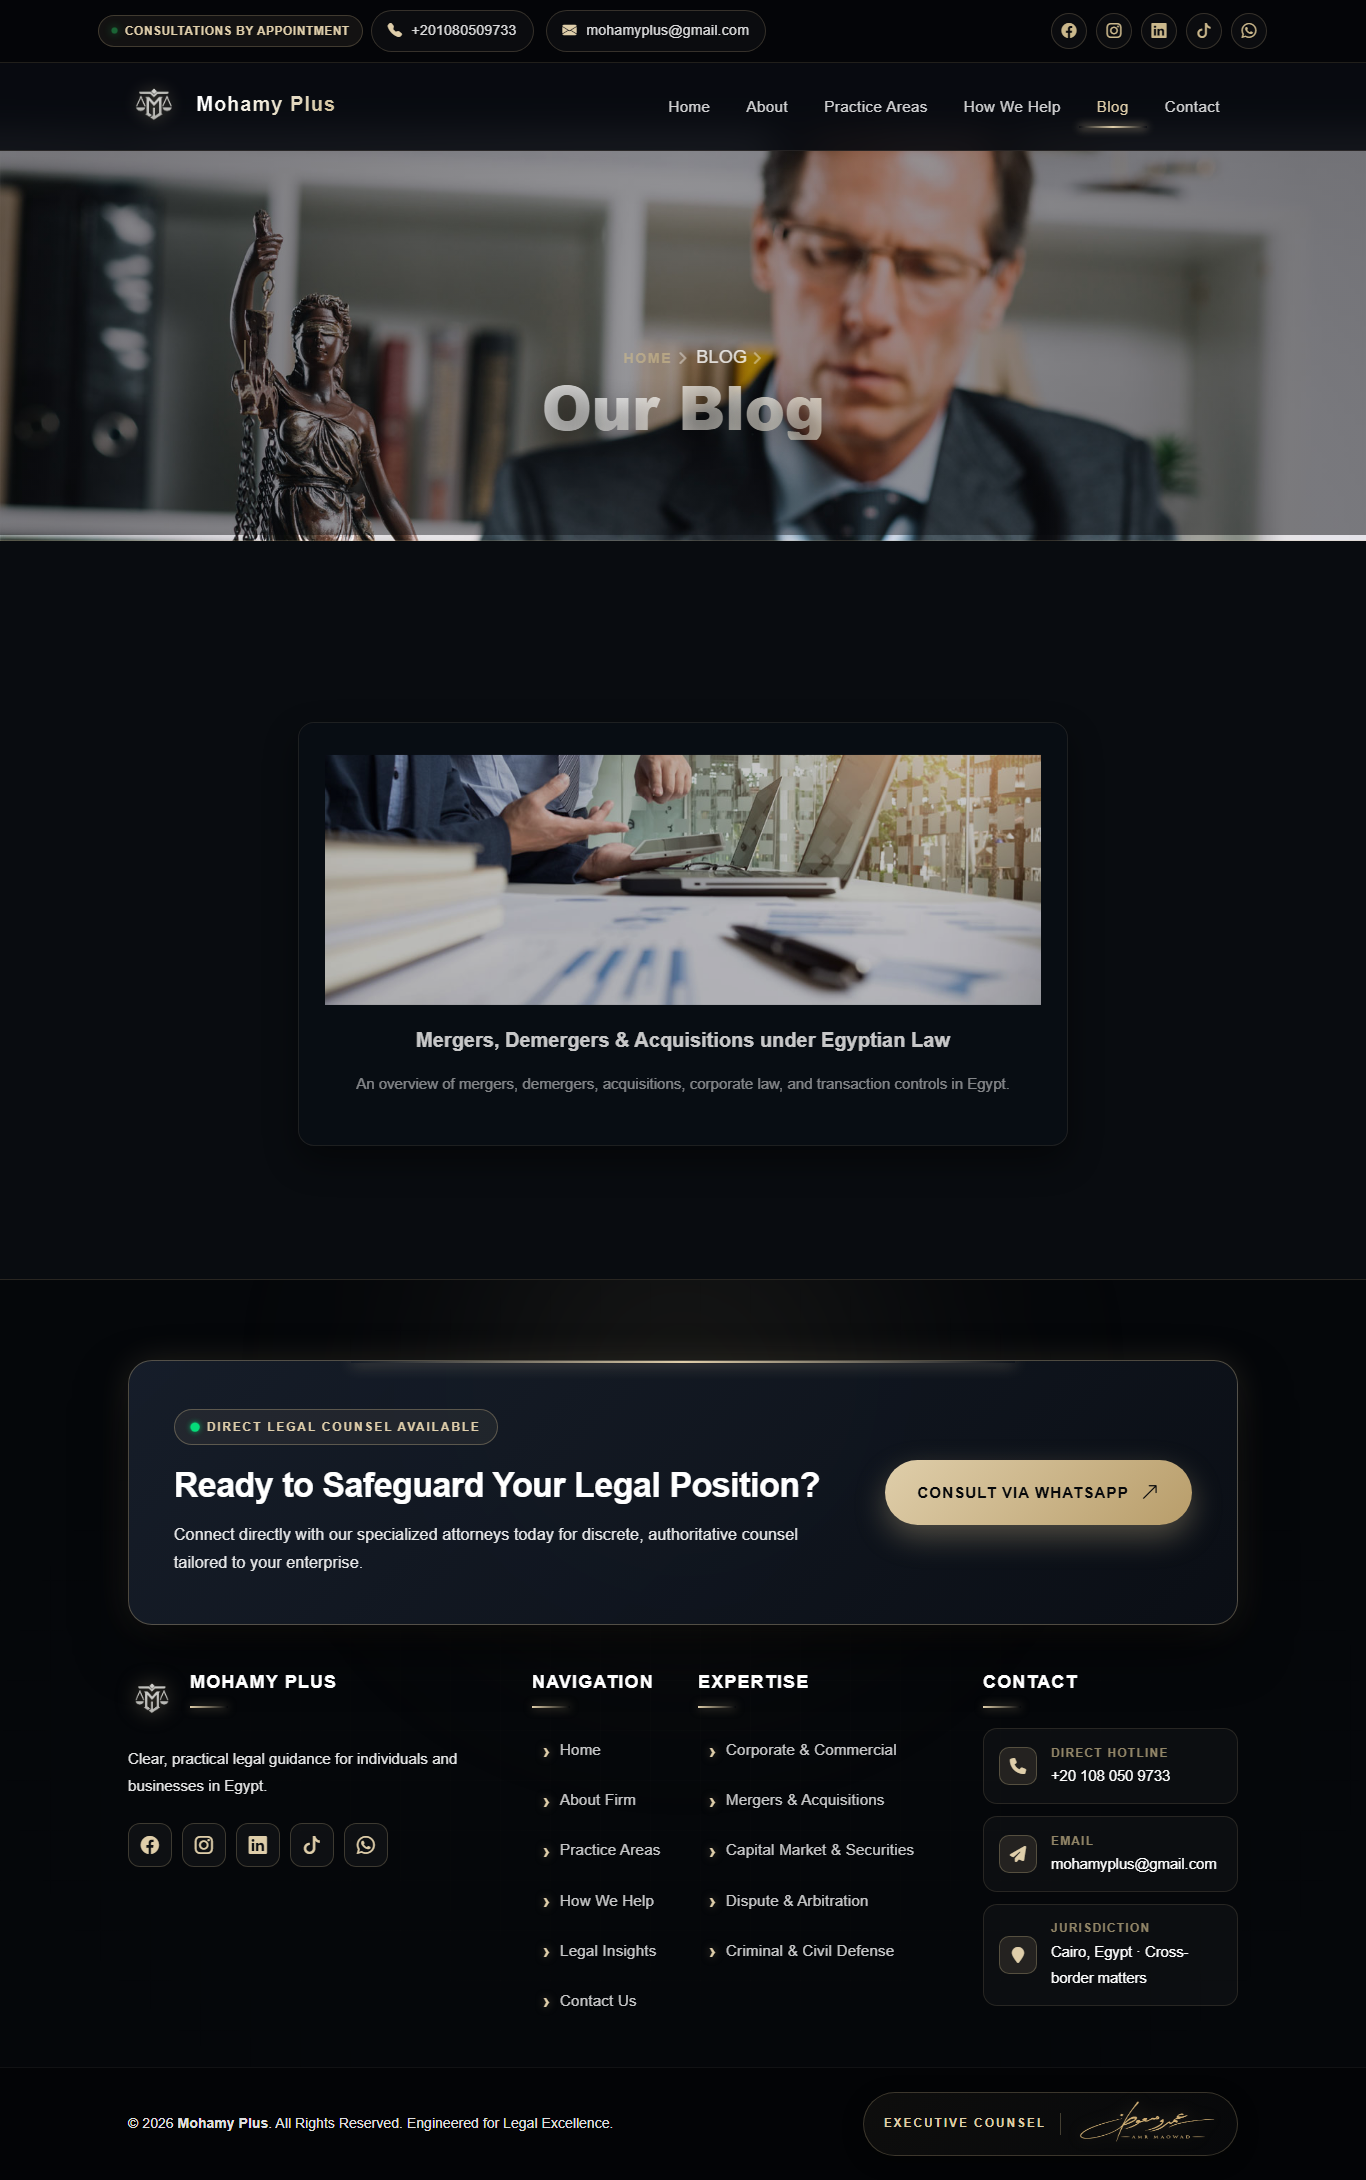 CONSULTATIONS BY APPOINTMENT
+201080509733
mohamyplus@gmail.com
Mohamy Plus
Home
About
Practice Areas
How We Help
Blog
Contact
HOME
BLOG
Our Blog
Mergers, Demergers & Acquisitions under Egyptian Law
An overview of mergers, demergers, acquisitions, corporate law, and transaction controls in Egypt.
DIRECT LEGAL COUNSEL AVAILABLE
Ready to Safeguard Your Legal Position?
Connect directly with our specialized attorneys today for discrete, authoritative counsel
tailored to your enterprise.
CONSULT VIA WHATSAPP
MOHAMY PLUS
Clear, practical legal guidance for individuals and
businesses in Egypt.
NAVIGATION
Home
About Firm
Practice Areas
How We Help
Legal Insights
Contact Us
EXPERTISE
Corporate & Commercial
Mergers & Acquisitions
Capital Market & Securities
Dispute & Arbitration
Criminal & Civil Defense
CONTACT
DIRECT HOTLINE
+20 108 050 9733
EMAIL
mohamyplus@gmail.com
JURISDICTION
Cairo, Egypt · Cross-
border matters
© 2026 Mohamy Plus. All Rights Reserved. Engineered for Legal Excellence.
EXECUTIVE COUNSEL
AMR MAOWAD